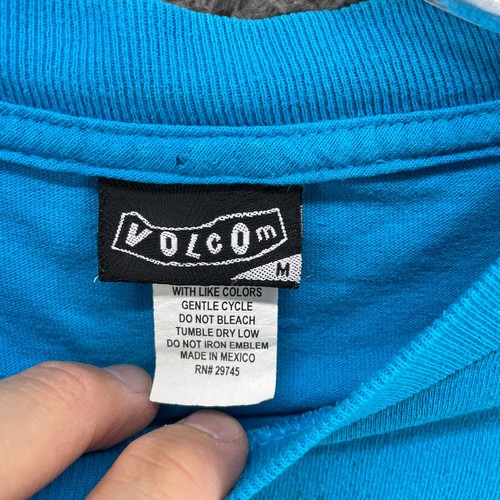 VOLCOm
M
WITH LIKE COLORS
GENTLE CYCLE
DO NOT BLEACH
TUMBLE DRY LOW
DO NOT IRON EMBLEM
MADE IN MEXICO
RN# 29745